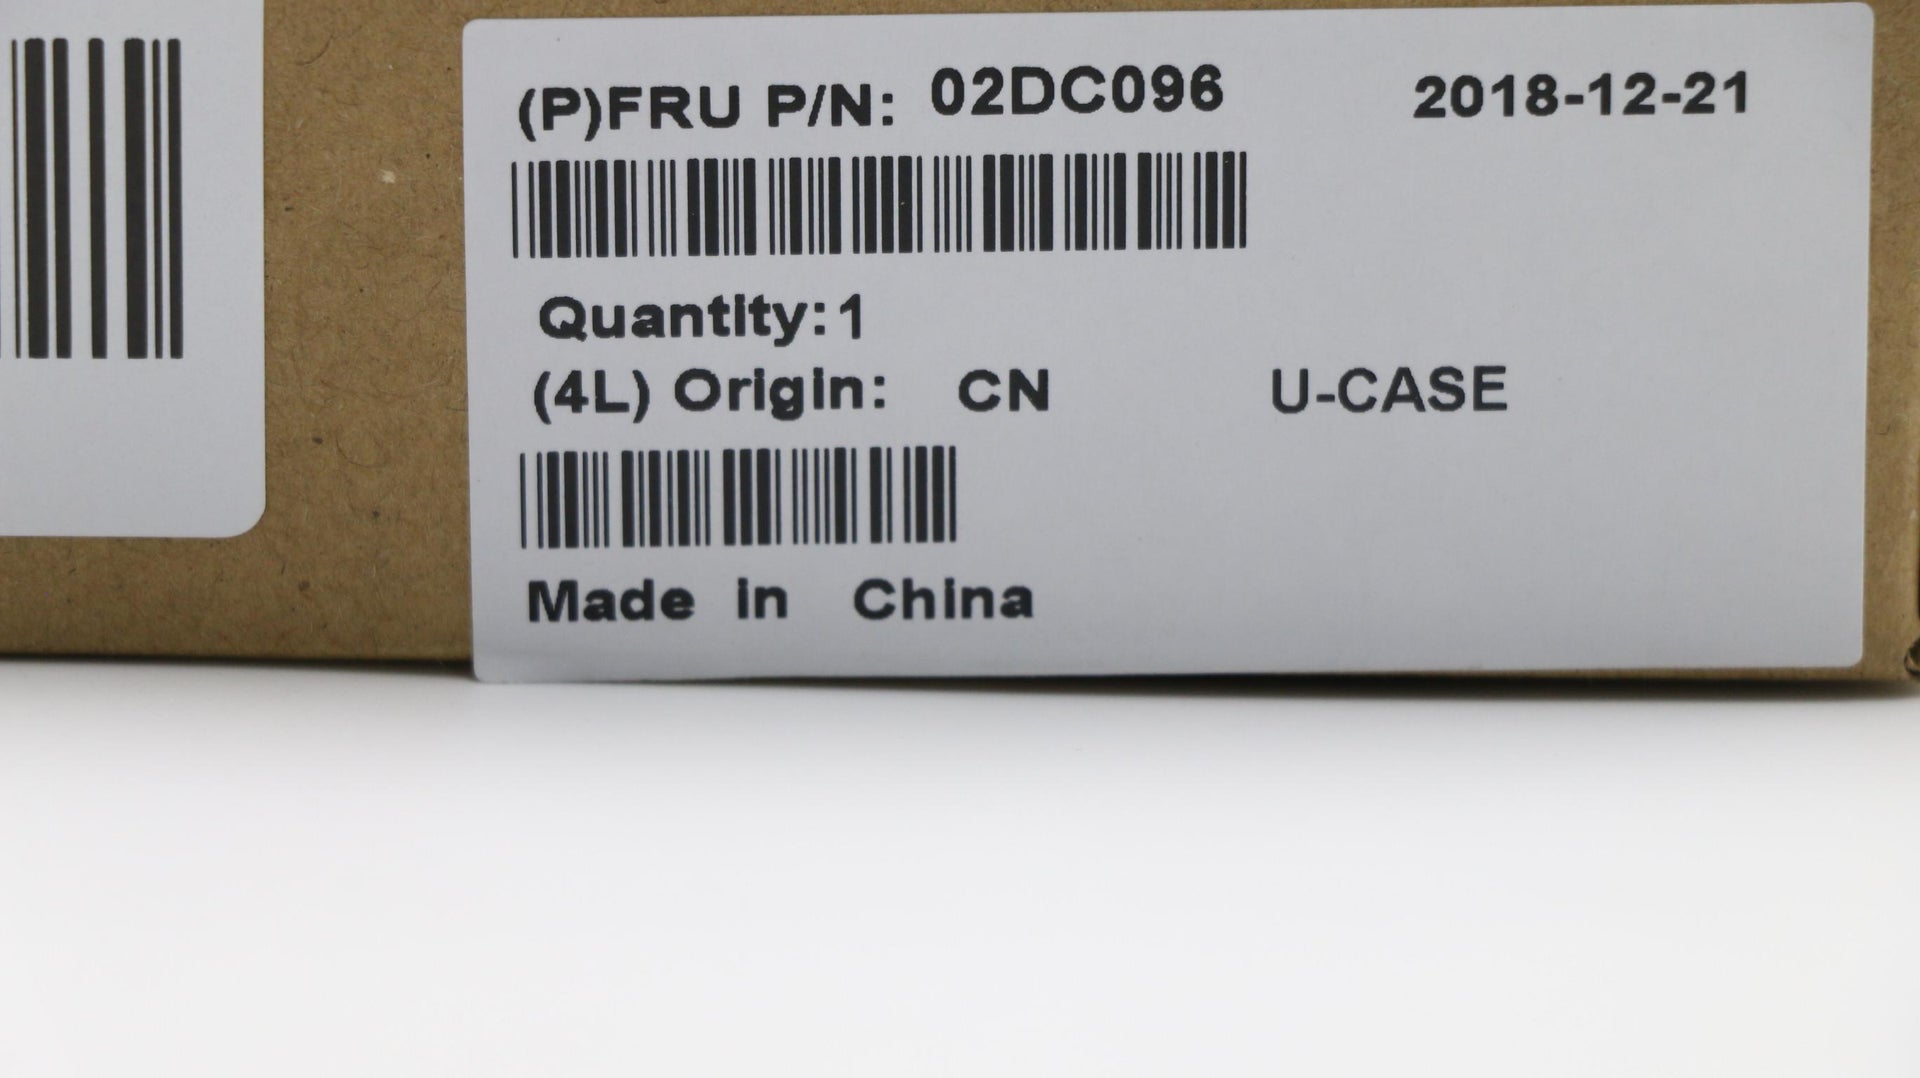 (P)FRU P/N: 02DC096 2018-12-21
Quantity:1
(4L) Origin: CN U-CASE
Made in China